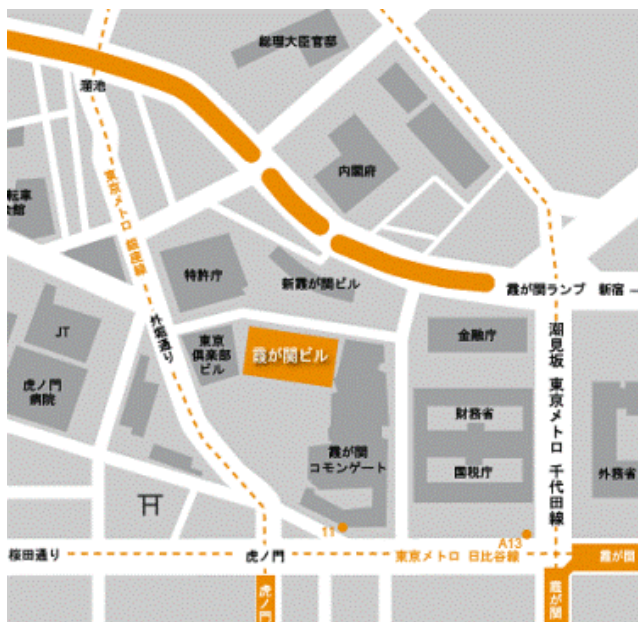 総理大臣官邸
溜池
内閣府
転車
会館
東京メトロ 銀座線
特許庁
新霞が関ビル
霞が関ランプ 新宿
JT
外堀通り
東京
倶楽部
ビル
霞が関ビル
金融庁
潮見坂 東京メトロ 千代田線
虎ノ門
病院
財務省
霞が関
コモンゲート
国税庁
外務省
11
A13
桜田通り
虎ノ門
東京メトロ 日比谷線
霞が関
虎ノ門
霞が関